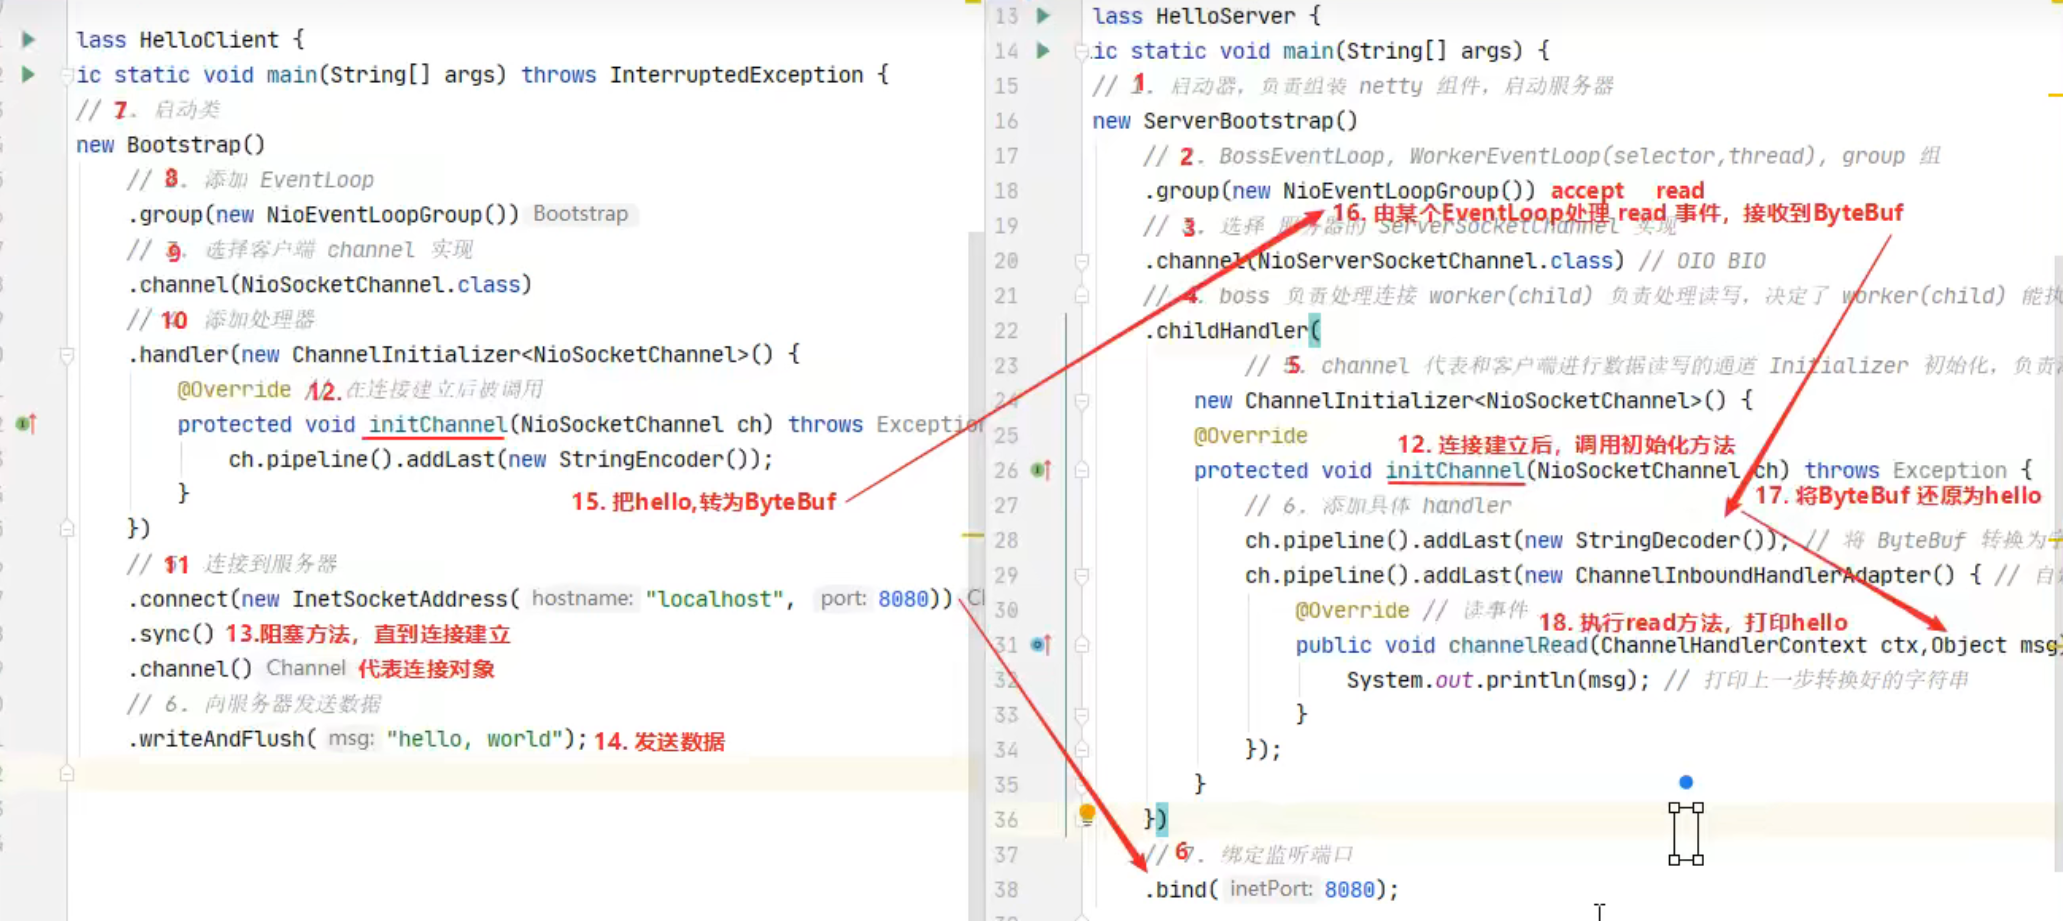 lass HelloClient {
ic static void main(String[] args) throws InterruptedException {
// 7. 启动类
new Bootstrap()
// 8. 添加 EventLoop
.group(new NioEventLoopGroup()) Bootstrap
// 9 选择客户端 channel 实现
.channel(NioSocketChannel.class)
// 10 添加处理器
.handler(new ChannelInitializer<NioSocketChannel>() {
@Override // 12. 在连接建立后被调用
protected void initChannel(NioSocketChannel ch) throws Exceptio
ch.pipeline().addLast(new StringEncoder());
}
15. 把hello,转为ByteBuf
})
// 11 连接到服务器
.connect(new InetSocketAddress( hostname: "localhost", port: 8080))
.sync() 13.阻塞方法，直到连接建立
.channel() Channel 代表连接对象
// 6. 向服务器发送数据
.writeAndFlush( msg: "hello, world"); 14. 发送数据
13 lass HelloServer {
14 ic static void main(String[] args) {
15 // 1. 启动器，负责组装 netty 组件，启动服务器
16 new ServerBootstrap()
17 // 2. BossEventLoop, WorkerEventLoop(selector,thread), group 组
18 .group(new NioEventLoopGroup()) accept read
16. 由某个EventLoop处理 read 事件，接收到ByteBuf
19 // 3. 选择 服务器的 ServerSocketChannel 实现
20 .channel(NioServerSocketChannel.class) // OIO BIO
21 // 4. boss 负责处理连接 worker(child) 负责处理读写，决定了 worker(child) 能执
22 .childHandler(
23 // 5. channel 代表和客户端进行数据读写的通道 Initializer 初始化，负责
24 new ChannelInitializer<NioSocketChannel>() {
25 @Override
12. 连接建立后，调用初始化方法
26 protected void initChannel(NioSocketChannel ch) throws Exception {
17. 将ByteBuf 还原为hello
27 // 6. 添加具体 handler
28 ch.pipeline().addLast(new StringDecoder()); // 将 ByteBuf 转换为字
29 ch.pipeline().addLast(new ChannelInboundHandlerAdapter() { // 自
30 @Override // 读事件
18. 执行read方法，打印hello
31 public void channelRead(ChannelHandlerContext ctx,Object msg
32 System.out.println(msg); // 打印上一步转换好的字符串
33 }
34 });
35 }
36 })
37 // 6 绑定监听端口
38 .bind( inetPort: 8080);